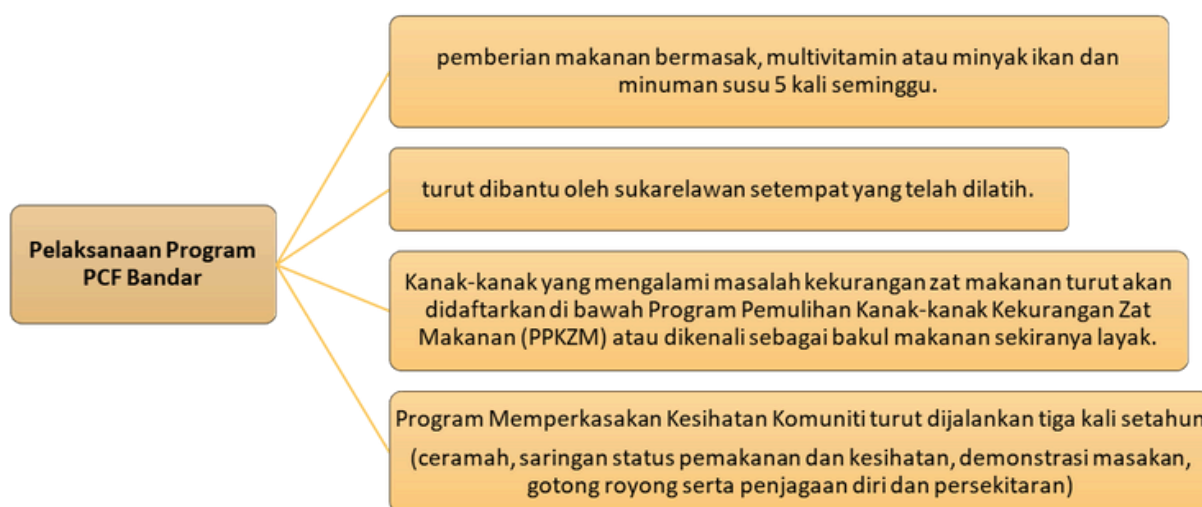 pemberian makanan bermasak, multivitamin atau minyak ikan dan
minuman susu 5 kali seminggu.
turut dibantu oleh sukarelawan setempat yang telah dilatih.
Pelaksanaan Program
PCF Bandar
Kanak-kanak yang mengalami masalah kekurangan zat makanan turut akan
didaftarkan di bawah Program Pemulihan Kanak-kanak Kekurangan Zat
Makanan (PPKZM) atau dikenali sebagai bakul makanan sekiranya layak.
Program Memperkasakan Kesihatan Komuniti turut dijalankan tiga kali setahun
(ceramah, saringan status pemakanan dan kesihatan, demonstrasi masakan,
gotong royong serta penjagaan diri dan persekitaran)